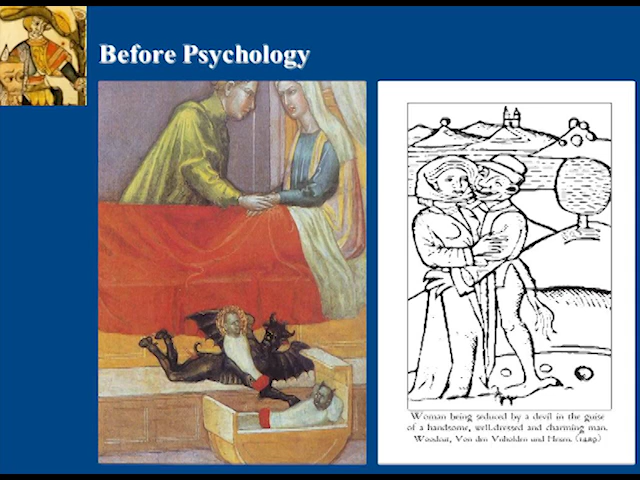 Before Psychology
Woman being seduced by a devil in the guise
of a handsome, well-dressed and charming man.
Woodcut, Von den Vnholden und Hexen. (1489)